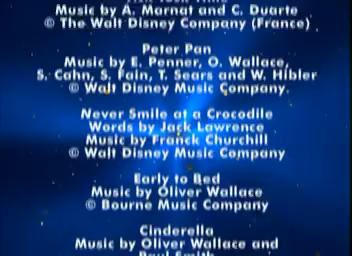 Music by A. Marnat and C. Duarte
© The Walt Disney Company (France)
Peter Pan
Music by E. Penner, O. Wallace,
S. Cahn, S. Fain, T. Sears and W. Hibler
© Walt Disney Music Company.
Never Smile at a Crocodile
Words by Jack Lawrence
Music by Franck Churchill
© Walt Disney Music Company
Early to Bed
Music by Oliver Wallace
© Bourne Music Company
Cinderella
Music by Oliver Wallace and
Paul Smith